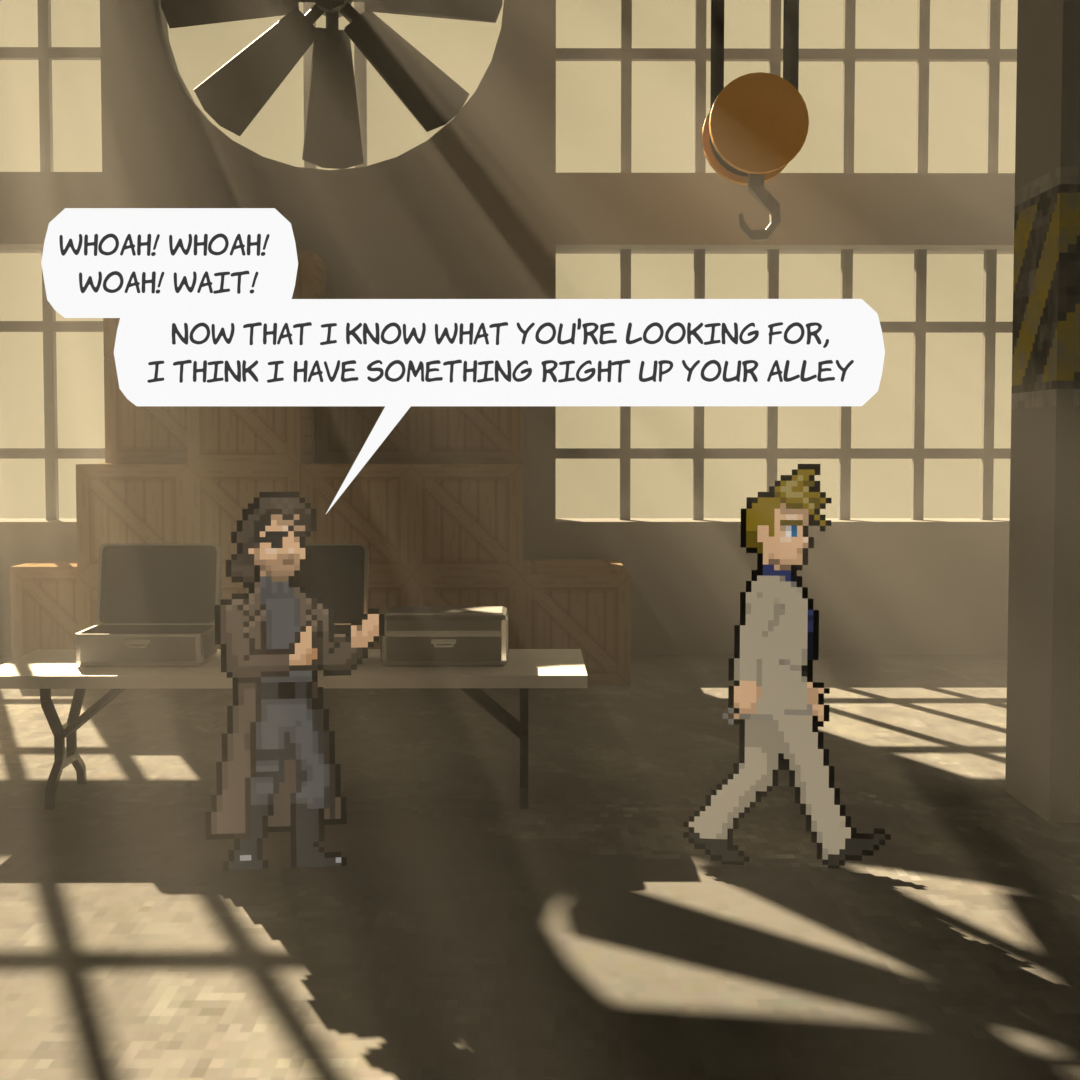 WHOAH! WHOAH!
WOAH! WAIT!
NOW THAT I KNOW WHAT YOU'RE LOOKING FOR,
I THINK I HAVE SOMETHING RIGHT UP YOUR ALLEY